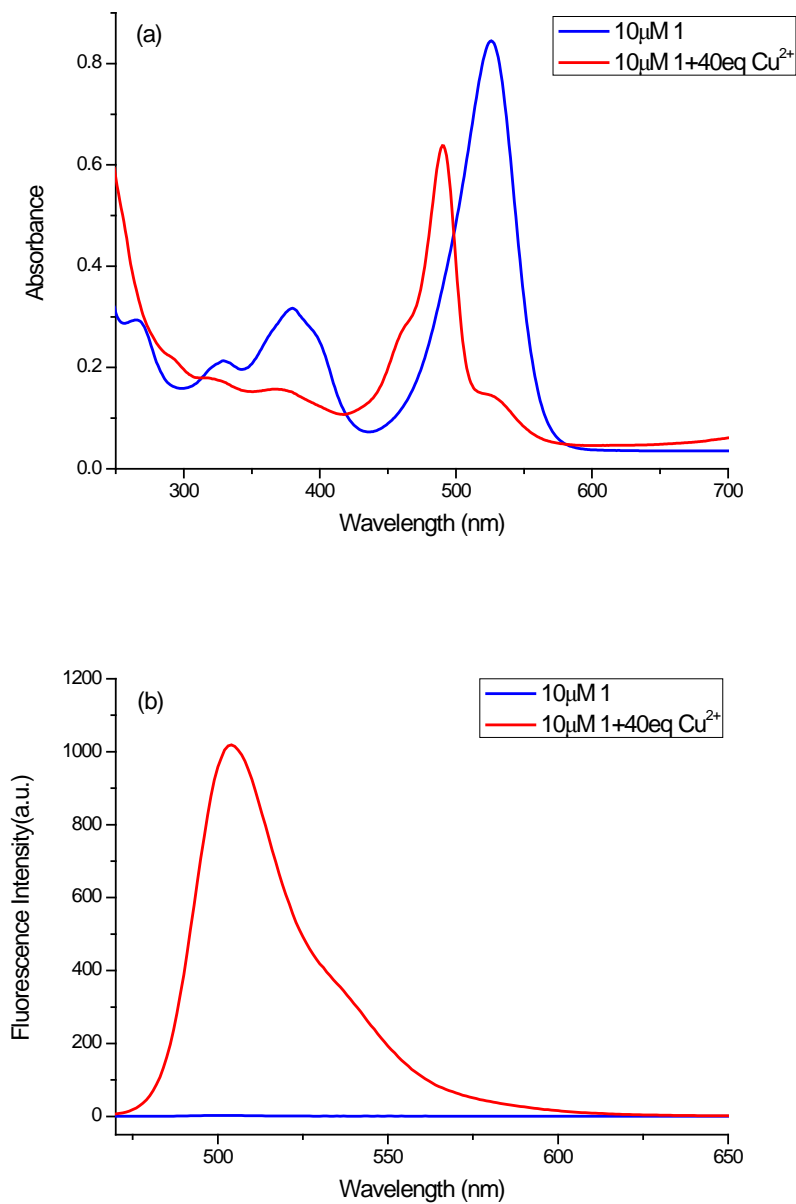 (a)
10μM 1
10μM 1+40eq Cu²⁺
0.8
0.6
0.4
0.2
0.0
Absorbance
300
400
500
600
700
Wavelength (nm)
(b)
10μM 1
10μM 1+40eq Cu²⁺
1200
1000
800
600
400
200
0
Fluorescence Intensity(a.u.)
500
550
600
650
Wavelength (nm)